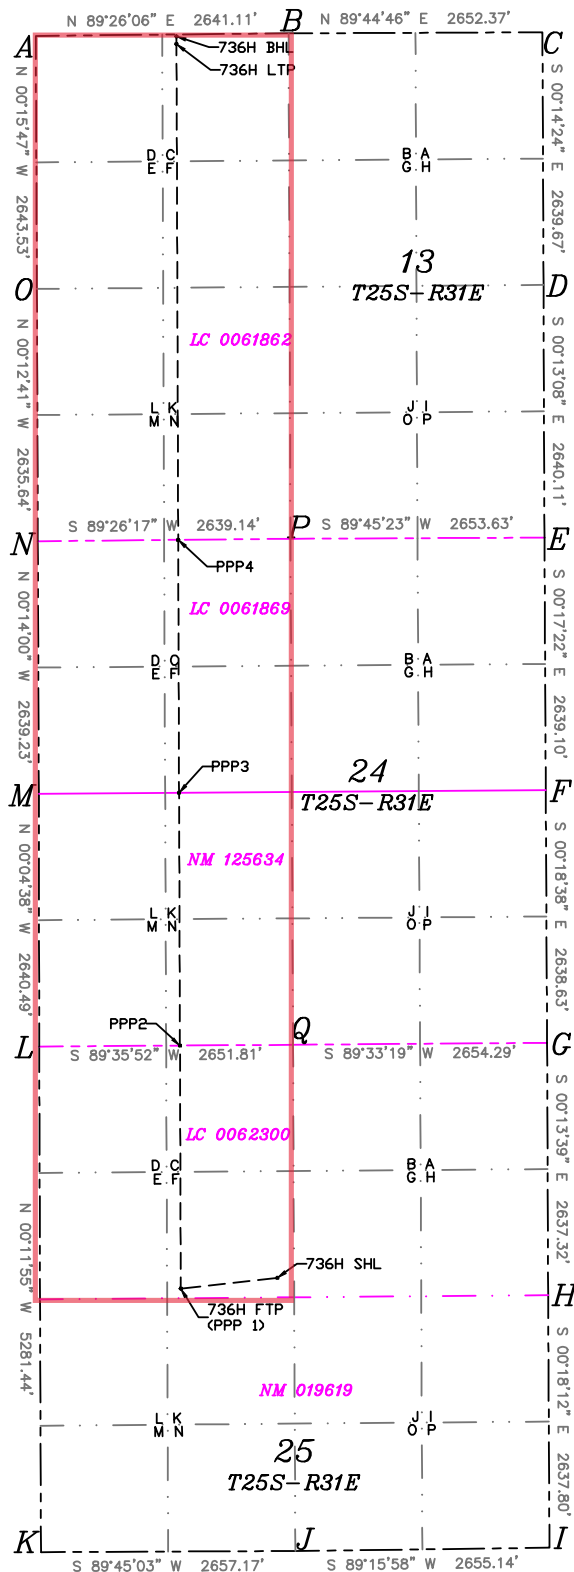 N 89°26'06" E 2641.11' B N 89°44'46" E 2652.37'
A C
736H BHL
736H LTP
N 00°15'47" W 2643.53'
S 00°14'24" E 2639.67'
D C B A
E F G H
13
T25S-R31E
O D
LC 0061862
N 00°12'41" W 2635.64'
S 00°13'08" E 2640.11'
L K J I
M N O P
S 89°26'17" W 2639.14' P S 89°45'23" W 2653.63'
N E
PPP4
LC 0061869
N 00°14'00" W 2639.23'
S 00°17'22" E 2639.10'
D C B A
E F G H
PPP3
24
T25S-R31E
M F
NM 125634
N 00°04'38" W 2640.49'
S 00°18'38" E 2638.63'
L K J I
M N O P
PPP2
L Q G
S 89°35'52" W 2651.81' S 89°33'19" W 2654.29'
LC 0062300
S 00°13'39" E 2637.32'
D C B A
E F G H
N 00°11'55" W 5281.44'
736H SHL
H
736H FTP
(PPP 1)
NM 019619
S 00°18'12" E 2637.80'
L K J I
M N O P
25
T25S-R31E
K J I
S 89°45'03" W 2657.17' S 89°15'58" W 2655.14'